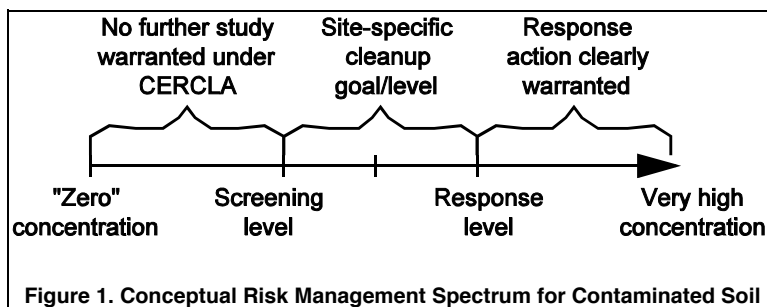 No further study
warranted under
CERCLA
Site-specific
cleanup
goal/level
Response
action clearly
warranted
"Zero"
concentration
Screening
level
Response
level
Very high
concentration
Figure 1. Conceptual Risk Management Spectrum for Contaminated Soil